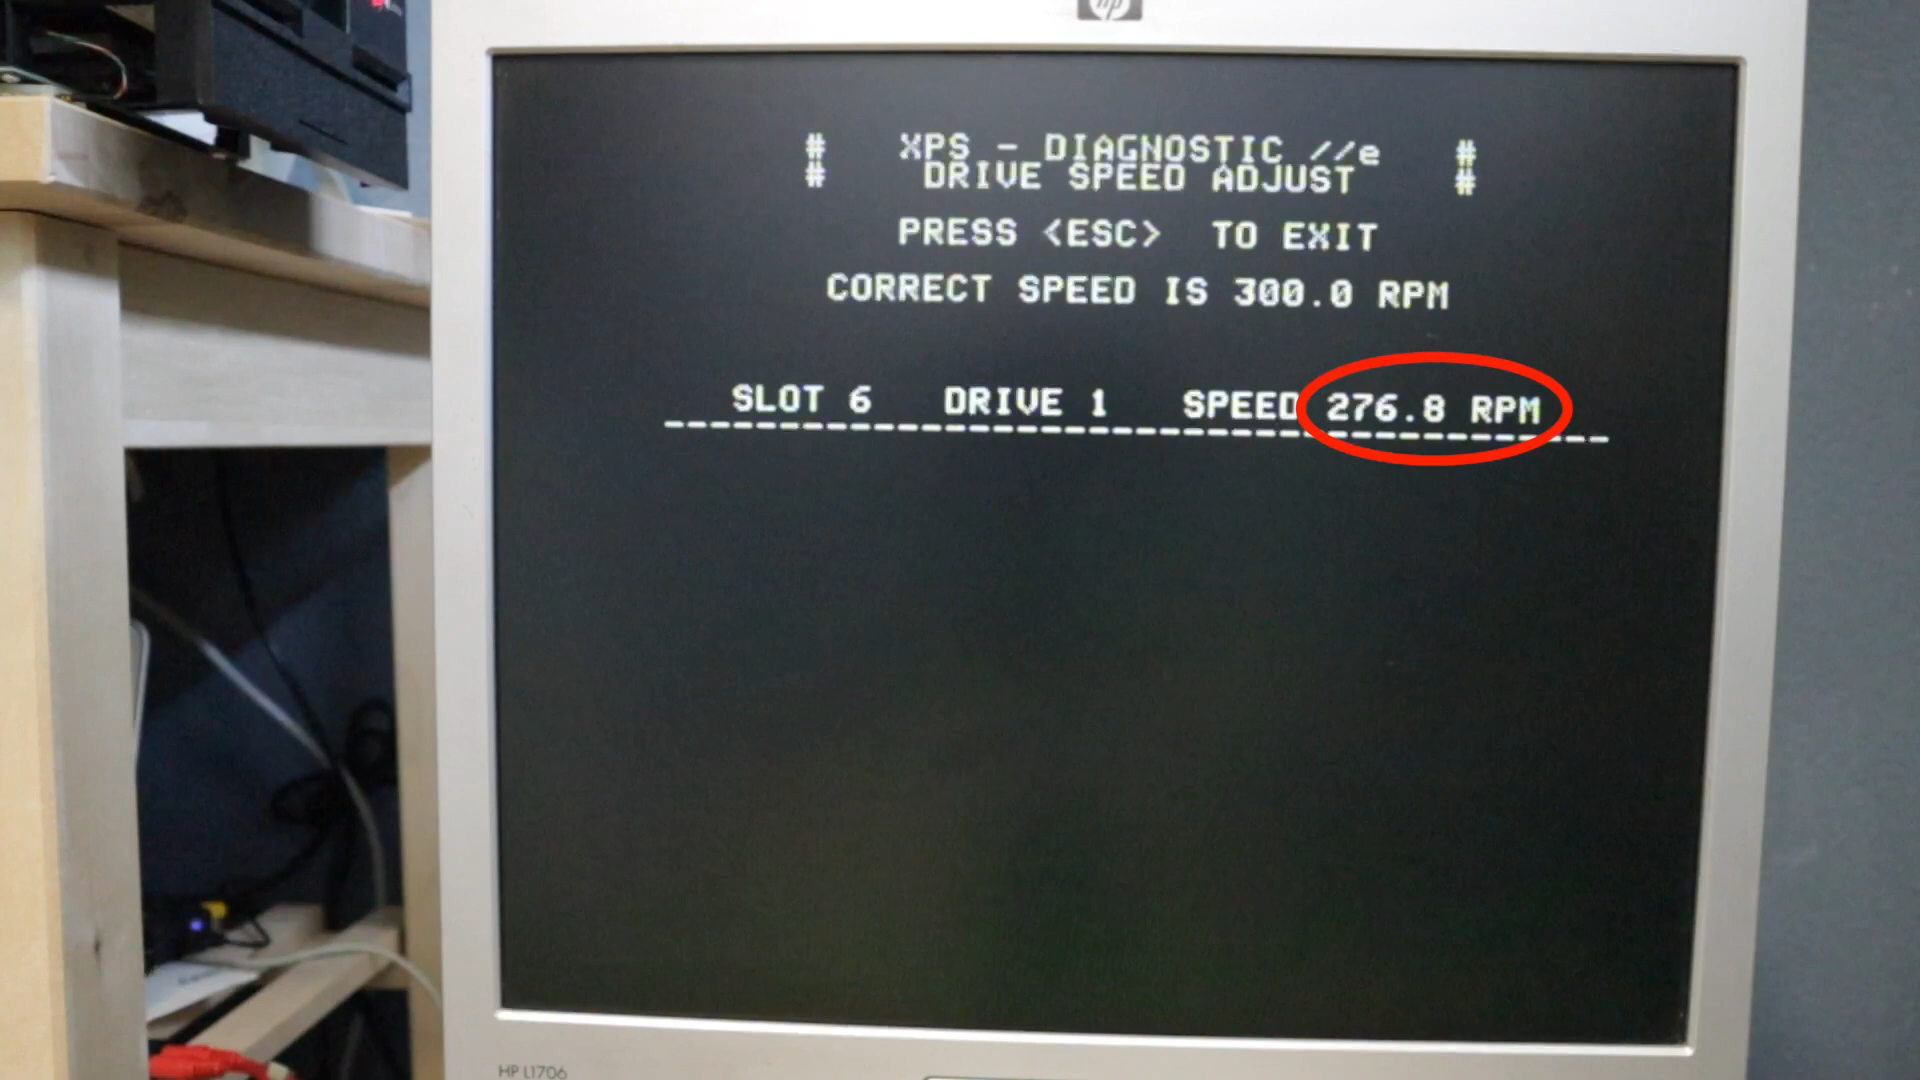 hp
# XPS - DIAGNOSTIC //e #
# DRIVE SPEED ADJUST #
PRESS <ESC> TO EXIT
CORRECT SPEED IS 300.0 RPM
SLOT 6 DRIVE 1 SPEED 276.8 RPM
----------------------------------------
HP L1706